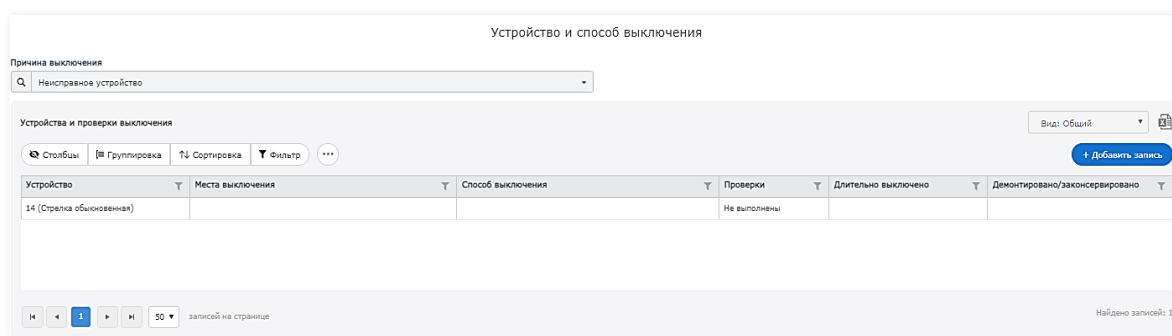 Устройство и способ выключения
Причина выключения
Неисправное устройство
Устройства и проверки выключения
Вид: Общий
Столбцы Группировка Сортировка Фильтр ··· + Добавить запись
Устройство Места выключения Способ выключения Проверки Длительно выключено Демонтировано/законсервировано
14 (Стрелка обыкновенная) Не выполнены
1 50 записей на странице Найдено записей: 1